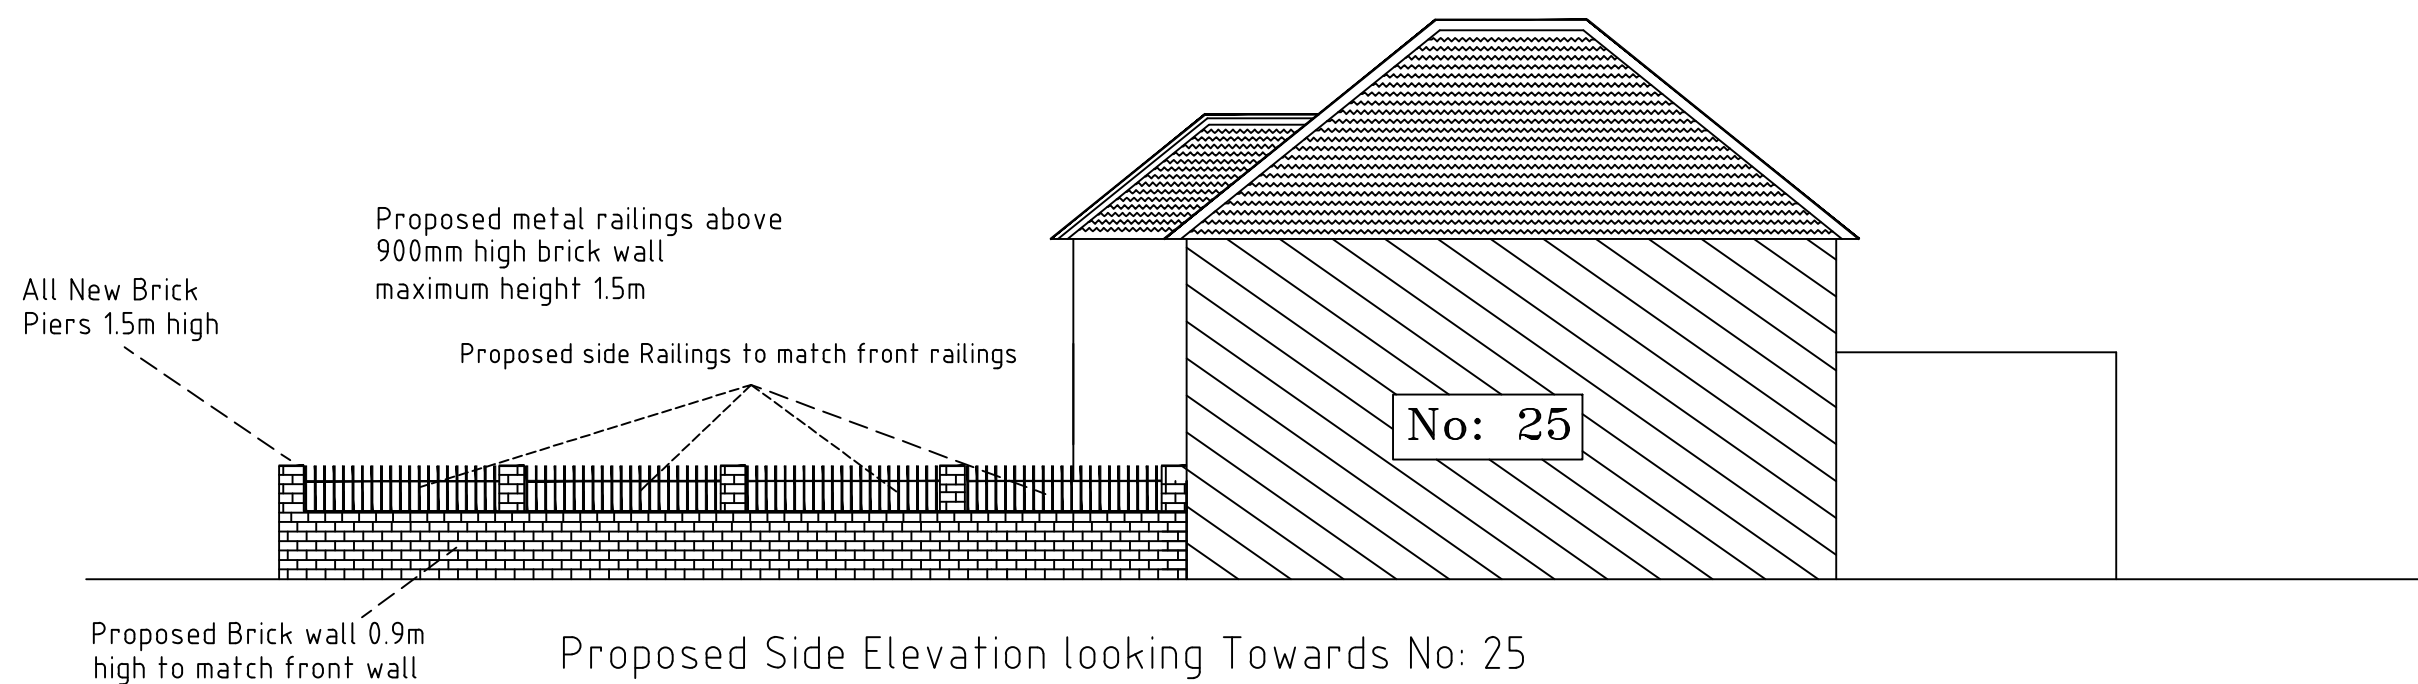 Proposed metal railings above
900mm high brick wall
maximum height 1.5m
All New Brick
Piers 1.5m high
Proposed side Railings to match front railings
No: 25
Proposed Brick wall 0.9m
high to match front wall
Proposed Side Elevation looking Towards No: 25